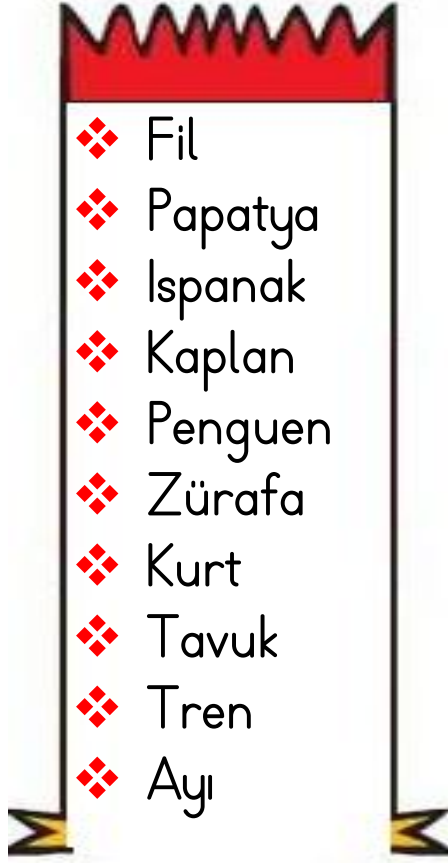 Fil
Papatya
Ispanak
Kaplan
Penguen
Zürafa
Kurt
Tavuk
Tren
Ayı